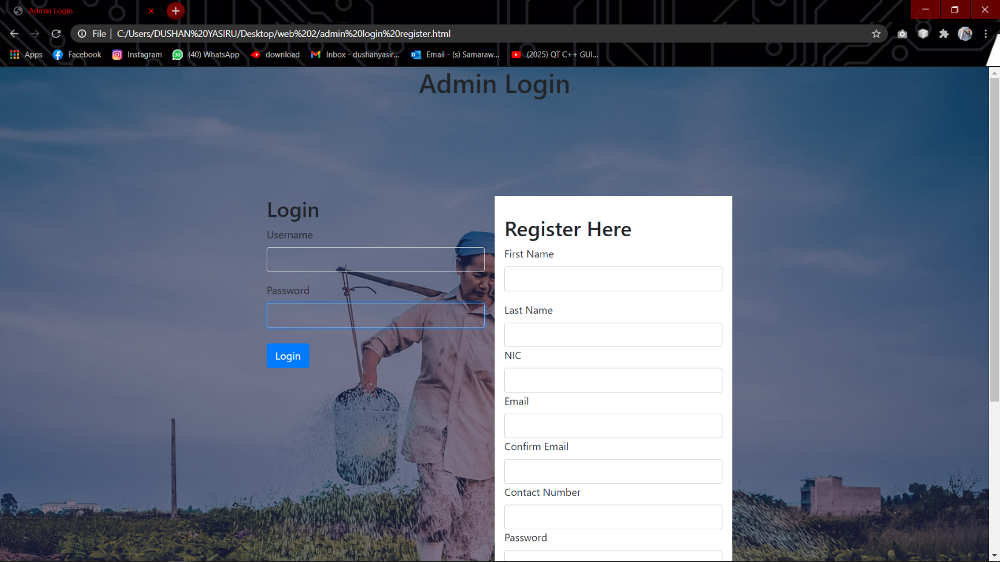 Admin Login
File
C:/Users/DUSHAN%20YASIRU/Desktop/web%202/admin%20login%20register.html
Apps
Facebook
Instagram
30
(40) WhatsApp
download
Inbox - dushanyasir...
Email - (s) Samaraw...
(2025) QT C++ GUI...
Admin Login
Login
Username
Password
Login
Register Here
First Name
Last Name
NIC
Email
Confirm Email
Contact Number
Password